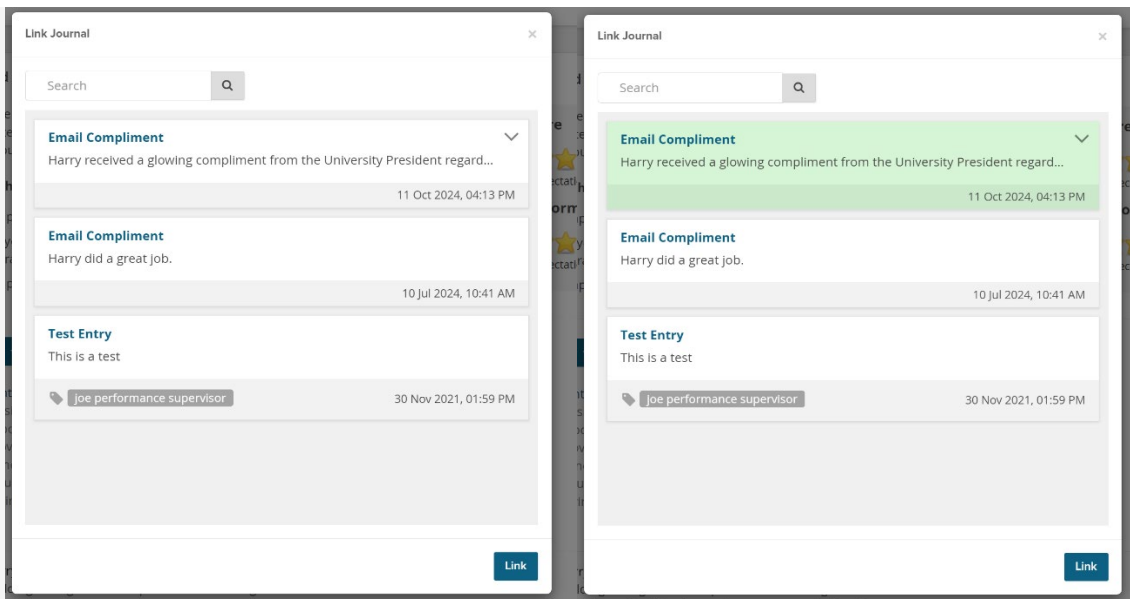 Link Journal
×
Search
Email Compliment
Harry received a glowing compliment from the University President regard...
11 Oct 2024, 04:13 PM
Email Compliment
Harry did a great job.
10 Jul 2024, 10:41 AM
Test Entry
This is a test
joe performance supervisor
30 Nov 2021, 01:59 PM
Link
Link Journal
×
Search
Email Compliment
Harry received a glowing compliment from the University President regard...
11 Oct 2024, 04:13 PM
Email Compliment
Harry did a great job.
10 Jul 2024, 10:41 AM
Test Entry
This is a test
joe performance supervisor
30 Nov 2021, 01:59 PM
Link